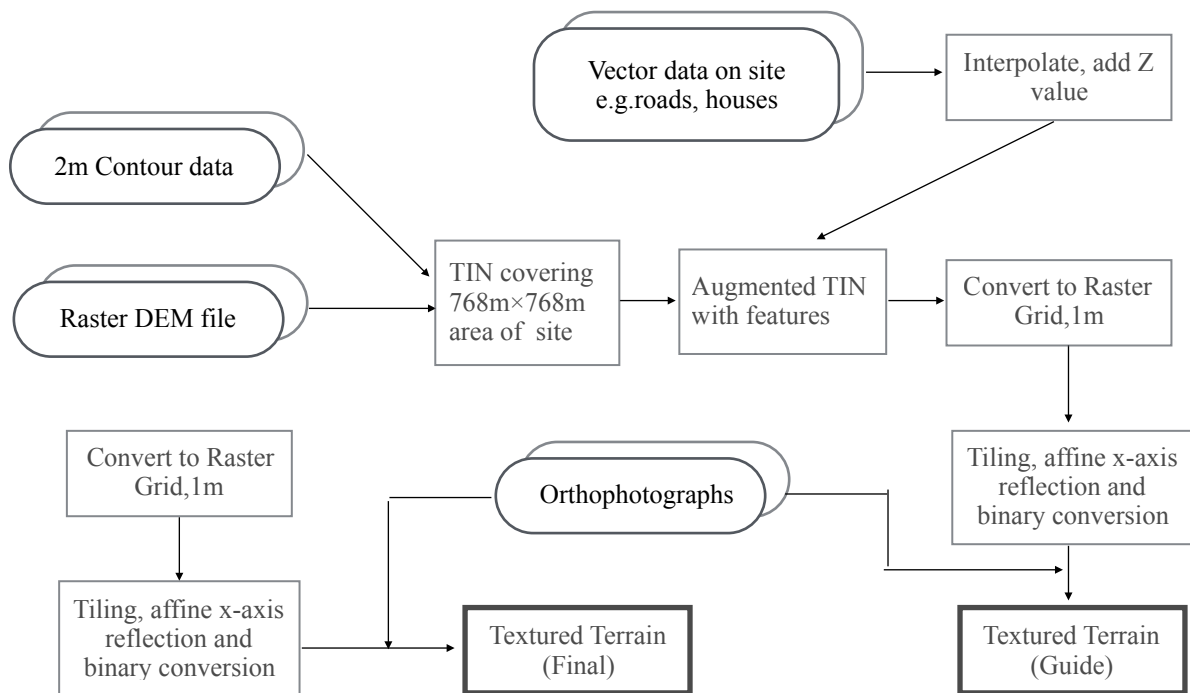 Vector data on site
e.g.roads, houses
Interpolate, add Z
value
2m Contour data
Raster DEM file
TIN covering
768m×768m
area of site
Augmented TIN
with features
Convert to Raster
Grid,1m
Convert to Raster
Grid,1m
Orthophotographs
Tiling, affine x-axis
reflection and
binary conversion
Tiling, affine x-axis
reflection and
binary conversion
Textured Terrain
(Final)
Textured Terrain
(Guide)